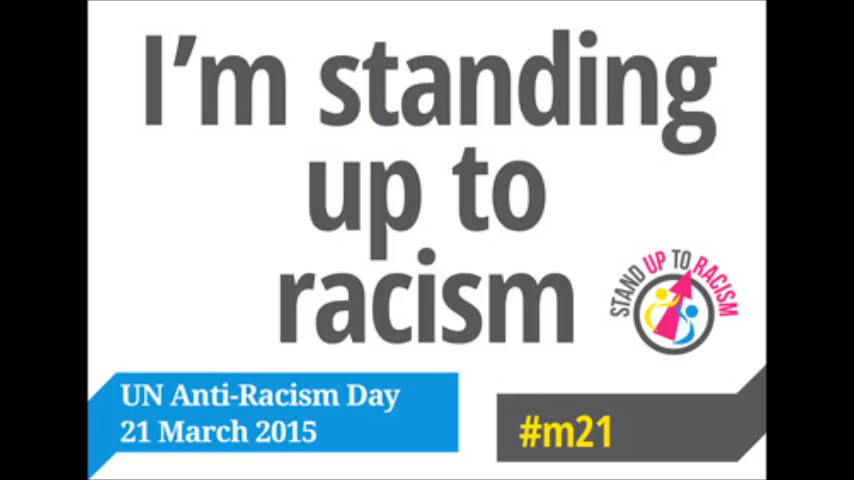 I'm standing
up to
racism
STAND UP TO RACISM
UN Anti-Racism Day
21 March 2015
#m21